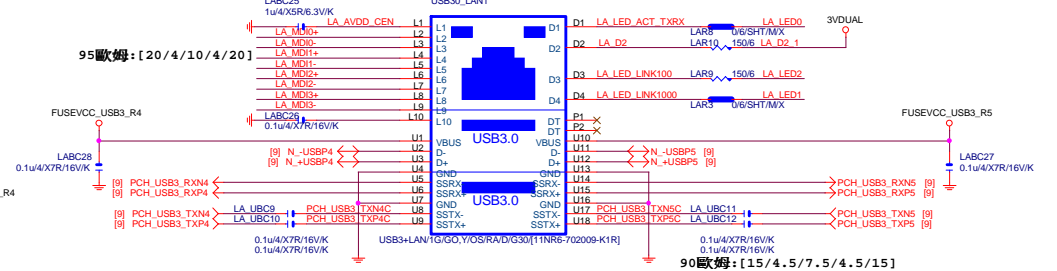 LABC25
USB30_LAN1
1u/4/X5R/6.3V/K
LA_AVDD_CEN L1 L1 D1 D1 LA_LED_ACT_TXRX LA_LED0 3VDUAL
LA_MDI0+ L2 L2 LAR8 0/6/SHT/M/X
LA_MDI0- L3 L3 D2 D2 LA_D2 LAR10 150/6 LA_D2_1
95歐姆:[20/4/10/4/20] LA_MDI1+ L4 L4
LA_MDI1- L5 L5
LA_MDI2+ L6 L6 D3 D3 LA_LED_LINK100 LAR9 150/6 LA_LED2
LA_MDI2- L7 L7
LA_MDI3+ L8 L8 D4 D4 LA_LED_LINK1000 LA_LED1
LA_MDI3- L9 L9 LAR3 0/6/SHT/M/X
FUSEVCC_USB3_R4 LABC26 L10 L10 DT P1 FUSEVCC_USB3_R5
0.1u/4/X7R/16V/K DT P2
U1 VBUS USB3.0 U10
LABC28 [9] N_-USBP4 U2 D- U11 N_-USBP5 [9] LABC27
0.1u/4/X7R/16V/K [9] N_+USBP4 U3 D+ U12 N_+USBP5 [9] 0.1u/4/X7R/16V/K
U4 GND GND U13
[9] PCH_USB3_RXN4 U5 SSRX- SSRX- U14 PCH_USB3_RXN5 [9]
_R4 [9] PCH_USB3_RXP4 U6 SSRX+ SSRX+ U15 PCH_USB3_RXP5 [9]
U7 GND USB3.0 GND U16
[9] PCH_USB3_TXN4 LA_UBC9 PCH_USB3_TXN4C U8 SSTX- SSTX- U17 PCH_USB3_TXN5C LA_UBC11 PCH_USB3_TXN5 [9]
[9] PCH_USB3_TXP4 LA_UBC10 PCH_USB3_TXP4C U9 SSTX+ SSTX+ U18 PCH_USB3_TXP5C LA_UBC12 PCH_USB3_TXP5 [9]
0.1u/4/X7R/16V/K USB3+LAN/1G/GO,Y/OS/RA/D/G30/[11NR6-702009-K1R] 0.1u/4/X7R/16V/K
0.1u/4/X7R/16V/K 0.1u/4/X7R/16V/K
90歐姆:[15/4.5/7.5/4.5/15]